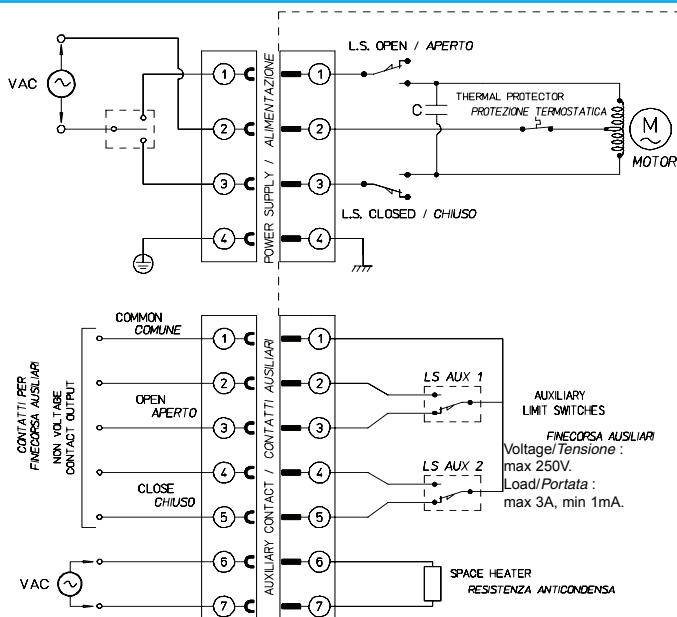 L.S. OPEN / APERTO
VAC
1
2
3
4
POWER SUPPLY / ALIMENTAZIONE
1
2
3
4
C
THERMAL PROTECTOR
PROTEZIONE TERMOSTATICA
M
MOTOR
L.S. CLOSED / CHIUSO
CONTATTI PER
FINECORSA AUSILIARI
NON VOLTAGE
CONTACT OUTPUT
COMMON
COMUNE
OPEN
APERTO
CLOSE
CHIUSO
VAC
1
2
3
4
5
6
7
AUXILIARY CONTACT / CONTATTI AUSILIARI
1
2
3
4
5
6
7
LS AUX 1
LS AUX 2
AUXILIARY
LIMIT SWITCHES
FINECORSA AUSILIARI
Voltage/Tensione :
max 250V.
Load/Portata :
max 3A, min 1mA.
SPACE HEATER
RESISTENZA ANTICONDENSA